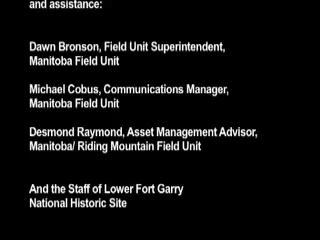 and assistance:
Dawn Bronson, Field Unit Superintendent,
Manitoba Field Unit
Michael Cobus, Communications Manager,
Manitoba Field Unit
Desmond Raymond, Asset Management Advisor,
Manitoba/ Riding Mountain Field Unit
And the Staff of Lower Fort Garry
National Historic Site